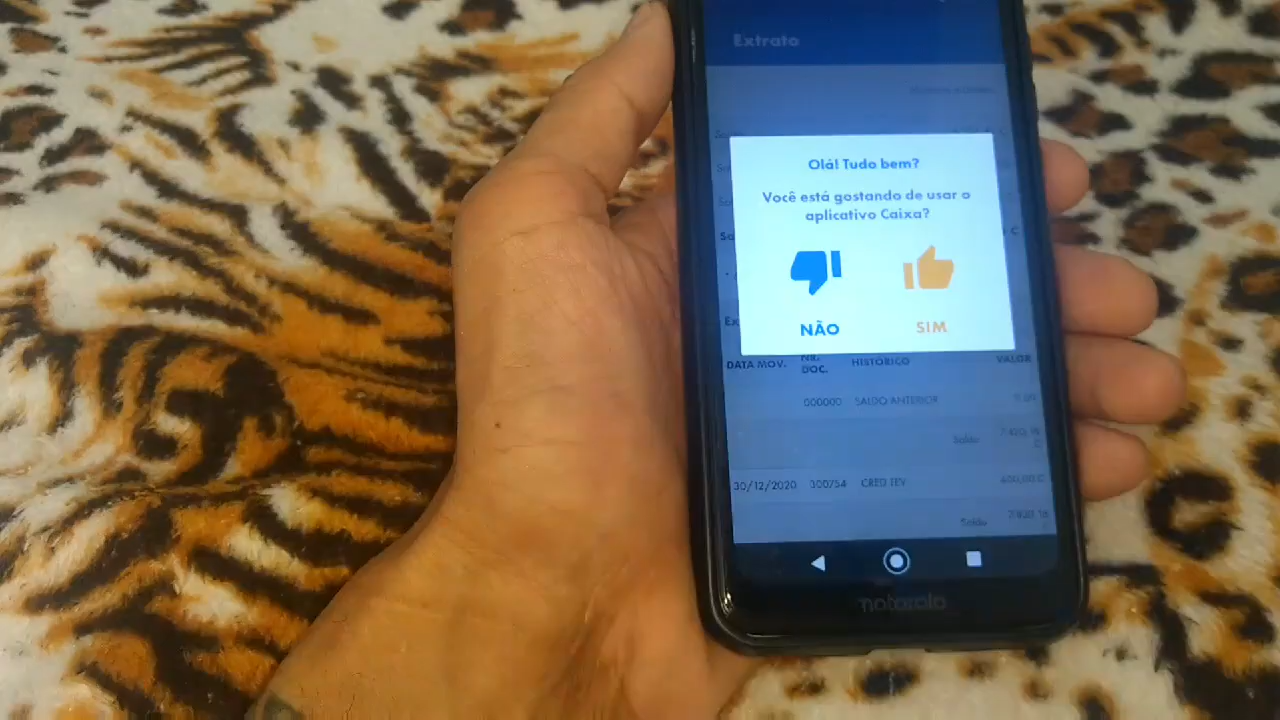 Extrato
Olá! Tudo bem?
Você está gostando de usar o
aplicativo Caixa?
NÃO
SIM
DATA MOV.
NR.
DOC.
HISTÓRICO
VALOR
000000 SALDO ANTERIOR
Saldo
30/12/2020 300754 CRED TEV
Saldo
motorola